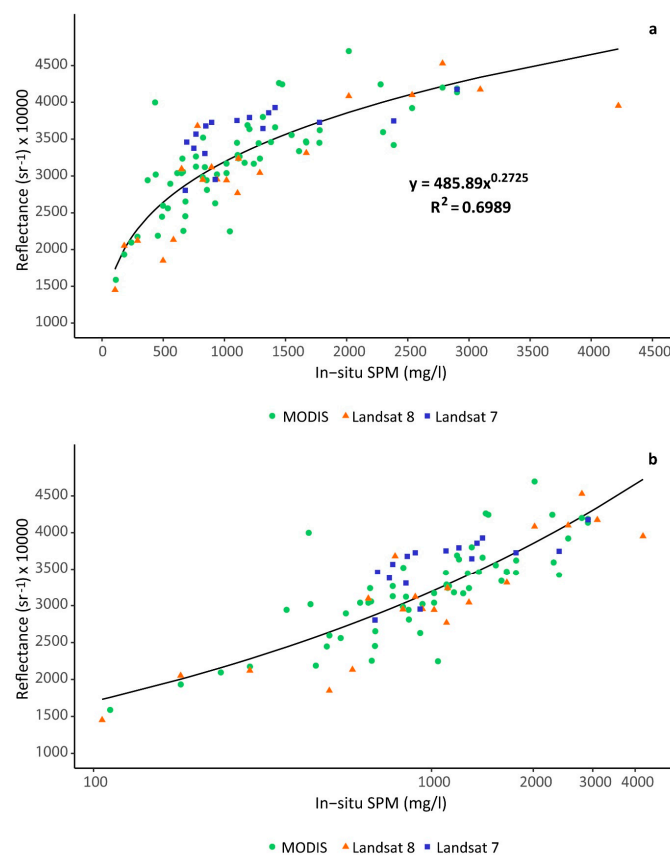 a
4500
4000
3500
3000
2500
2000
1500
1000
Reflectance (sr⁻¹) x 10000
y = 485.89x^0.2725
R² = 0.6989
0 500 1000 1500 2000 2500 3000 3500 4000 4500
In−situ SPM (mg/l)
MODIS Landsat 8 Landsat 7
b
4500
4000
3500
3000
2500
2000
1500
1000
Reflectance (sr⁻¹) x 10000
100 1000 2000 3000 4000
In−situ SPM (mg/l)
MODIS Landsat 8 Landsat 7